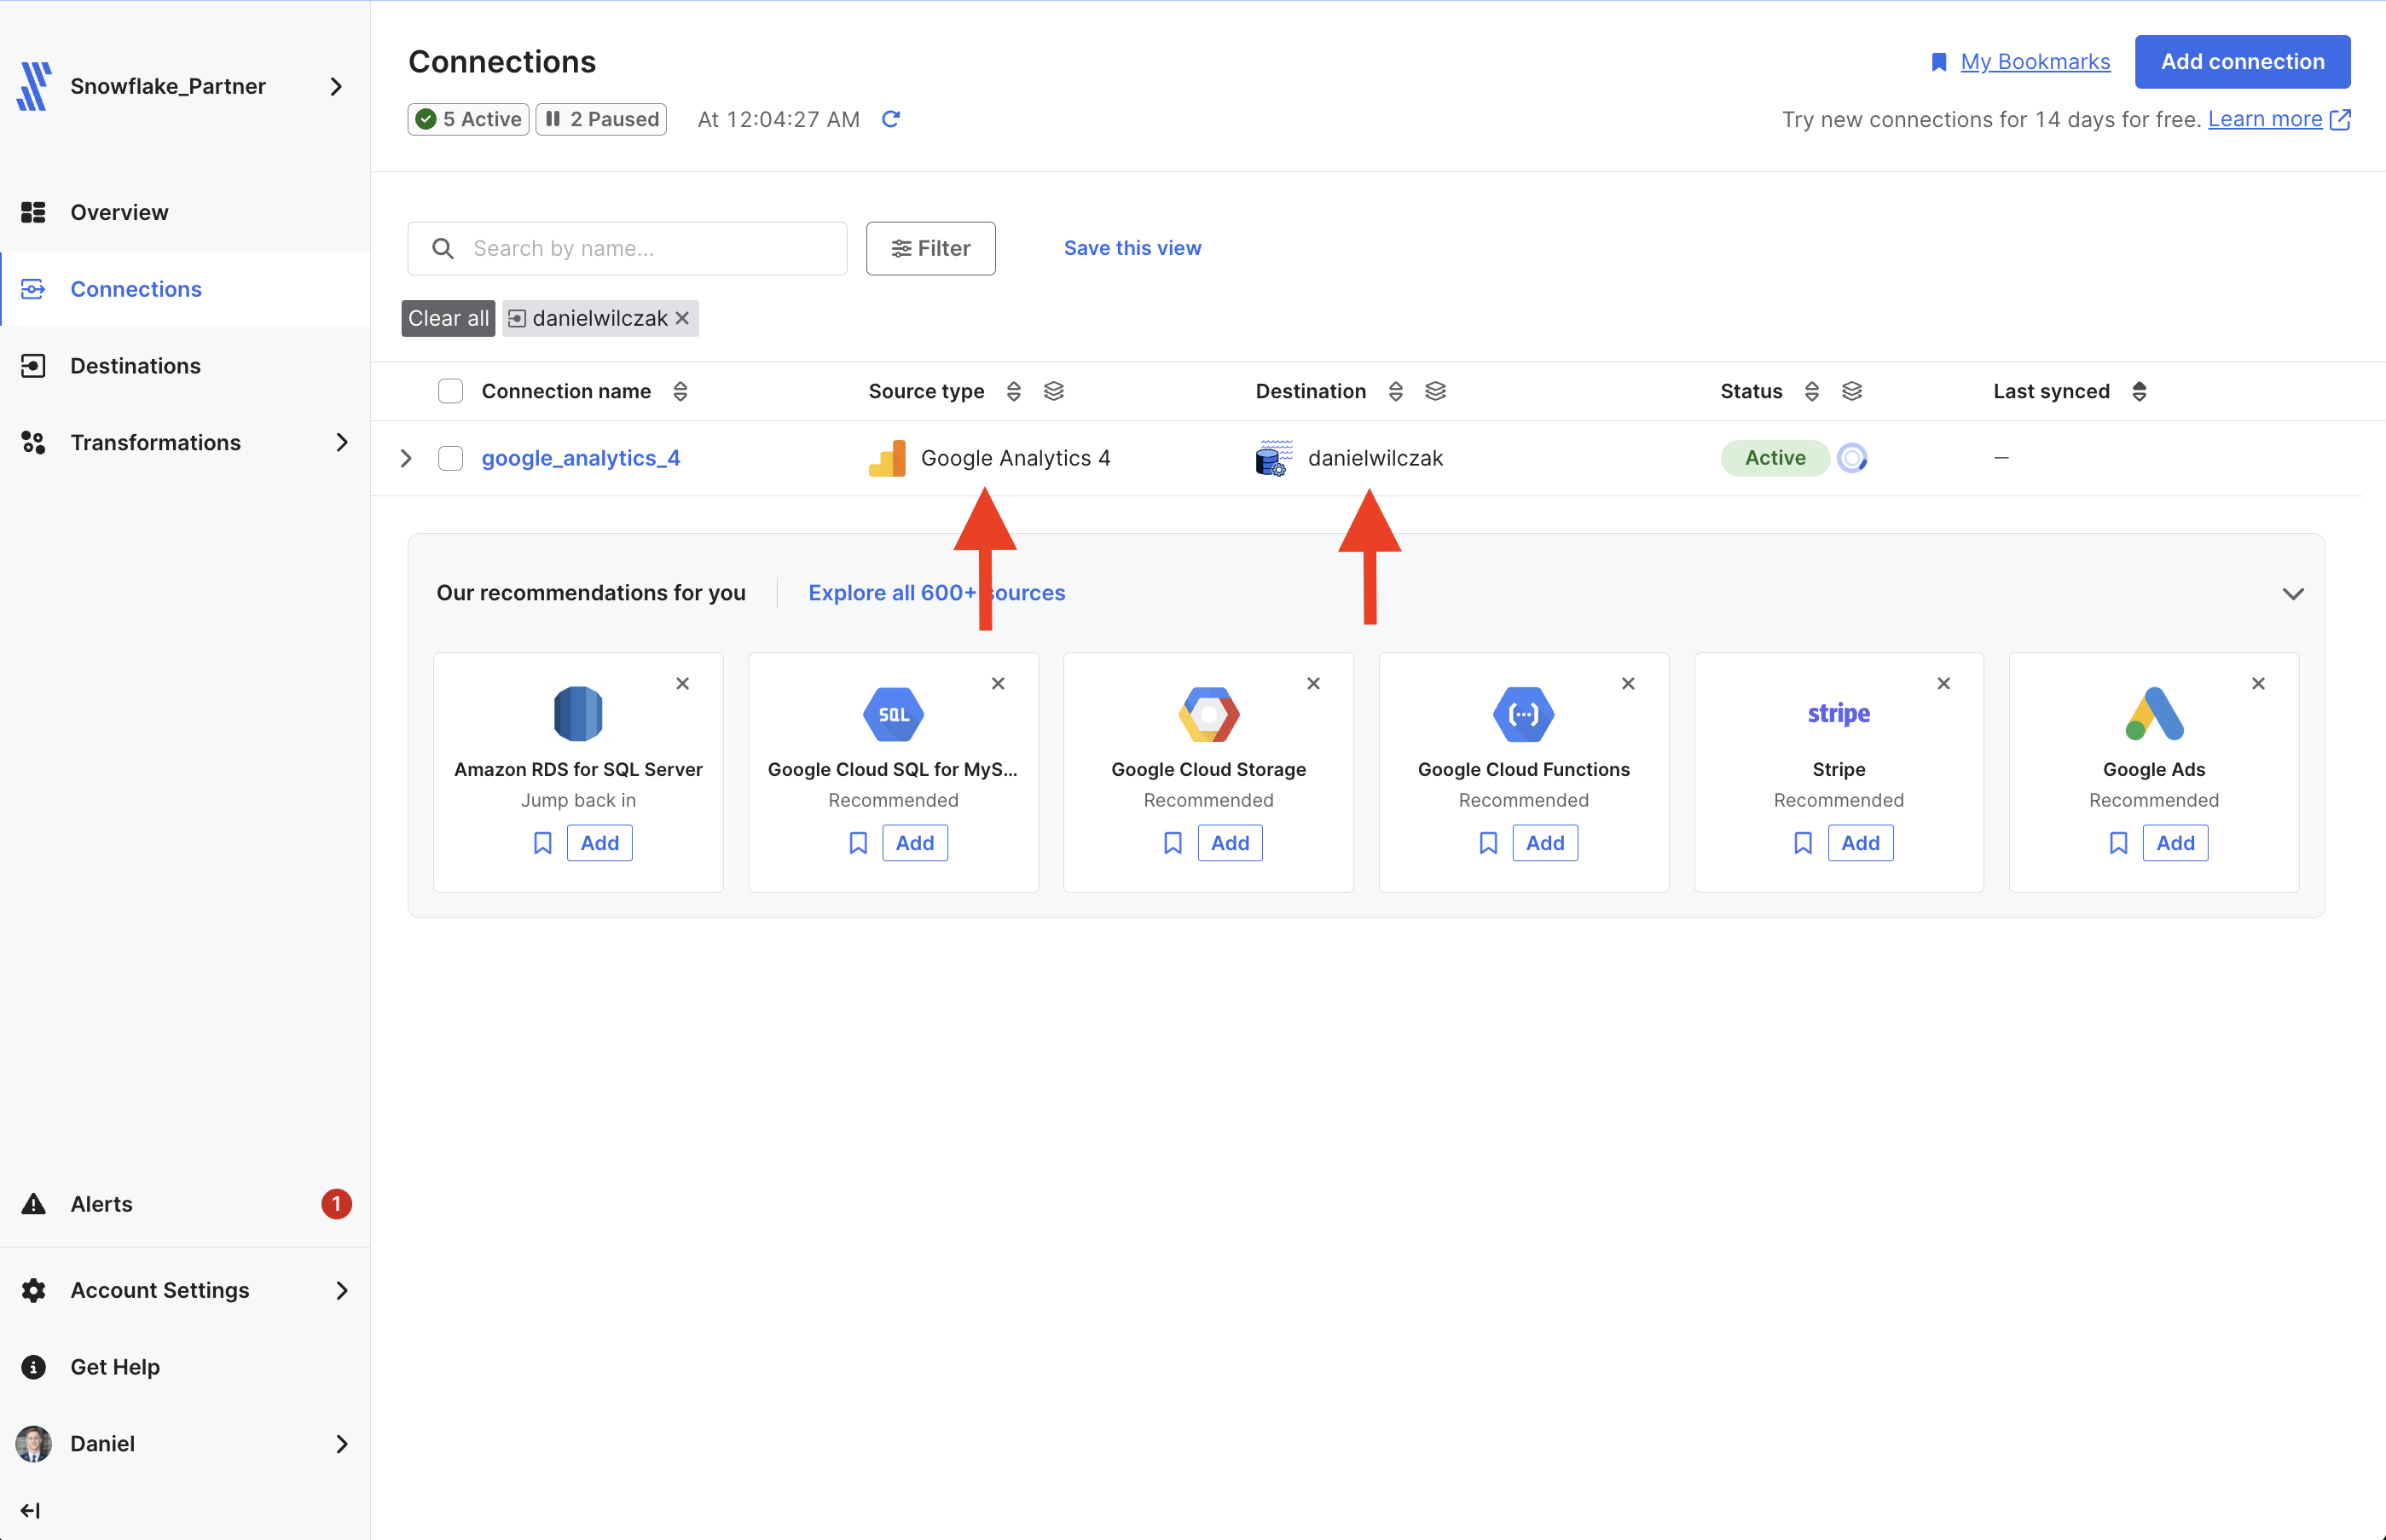 Snowflake_Partner
Overview
Connections
Destinations
Transformations
Alerts
1
Account Settings
Get Help
Daniel
Connections
My Bookmarks
Add connection
5 Active
2 Paused
At 12:04:27 AM
Try new connections for 14 days for free. Learn more
Search by name...
Filter
Save this view
Clear all
danielwilczak
Connection name
Source type
Destination
Status
Last synced
google_analytics_4
Google Analytics 4
danielwilczak
Active
—
Our recommendations for you
Explore all 600+ sources
Amazon RDS for SQL Server
Jump back in
Add
SQL
Google Cloud SQL for MyS...
Recommended
Add
Google Cloud Storage
Recommended
Add
Google Cloud Functions
Recommended
Add
stripe
Stripe
Recommended
Add
Google Ads
Recommended
Add